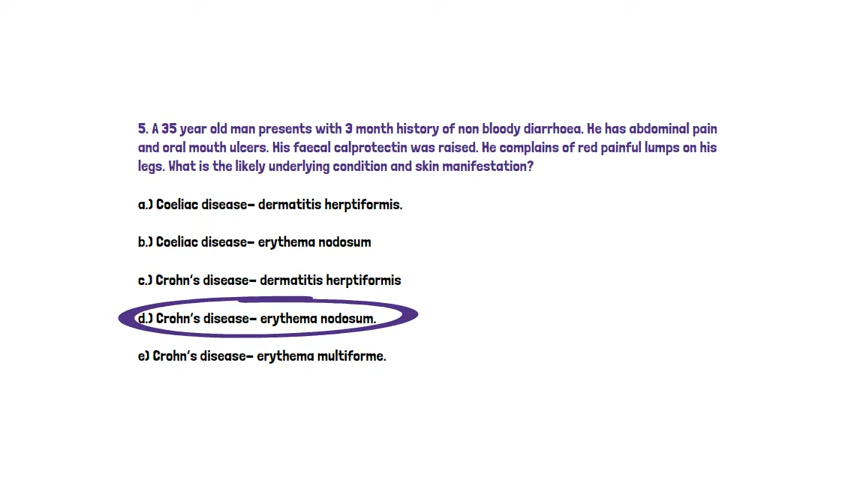 5. A 35 year old man presents with 3 month history of non bloody diarrhoea. He has abdominal pain
and oral mouth ulcers. His faecal calprotectin was raised. He complains of red painful lumps on his
legs. What is the likely underlying condition and skin manifestation?
a.) Coeliac disease– dermatitis herptiformis.
b.) Coeliac disease– erythema nodosum
c.) Crohn's disease– dermatitis herptiformis
d.) Crohn's disease– erythema nodosum.
e) Crohn's disease– erythema multiforme.